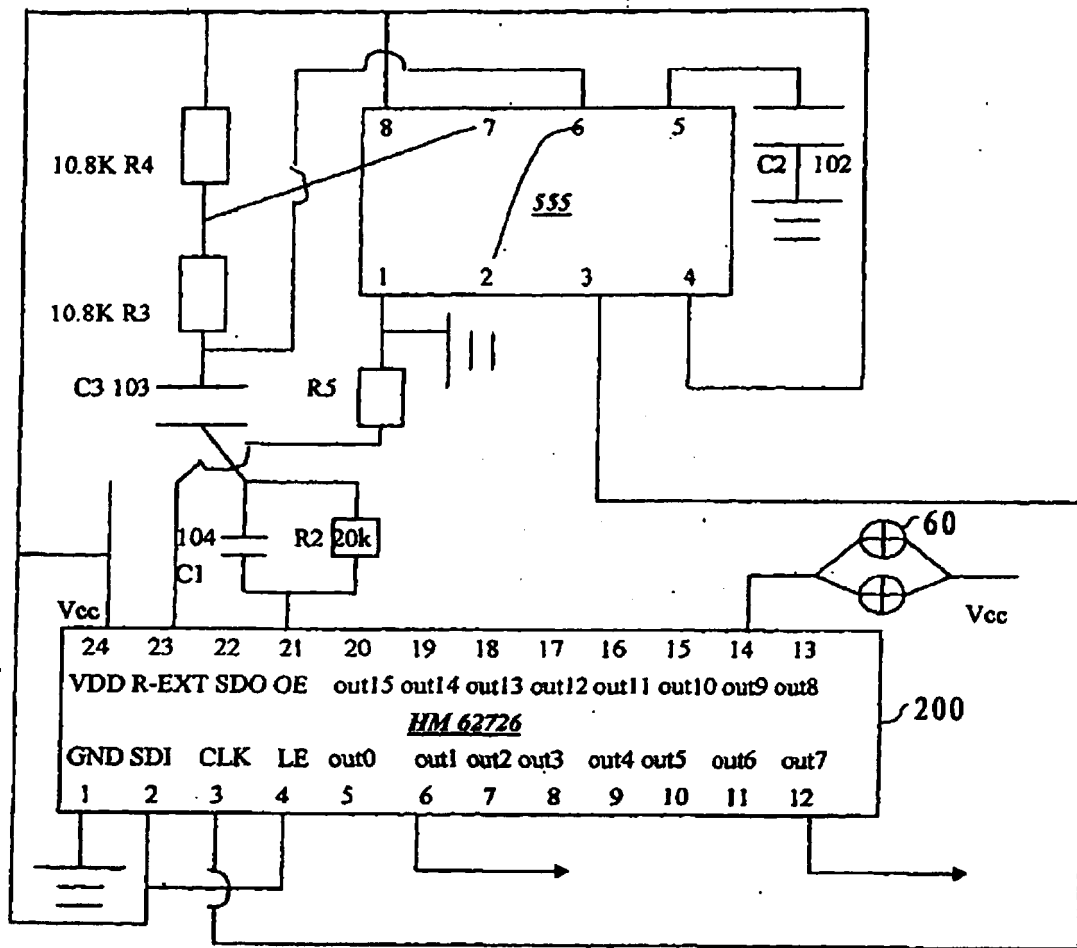 8 7 6 5
10.8K R4
C2 102
555
1 2 3 4
10.8K R3
C3 103
R5
104
R2 20k
C1
60
Vcc
Vcc
24 23 22 21 20 19 18 17 16 15 14 13
VDD R-EXT SDO OE out15 out14 out13 out12 out11 out10 out9 out8
200
HM 62726
GND SDI CLK LE out0 out1 out2 out3 out4 out5 out6 out7
1 2 3 4 5 6 7 8 9 10 11 12